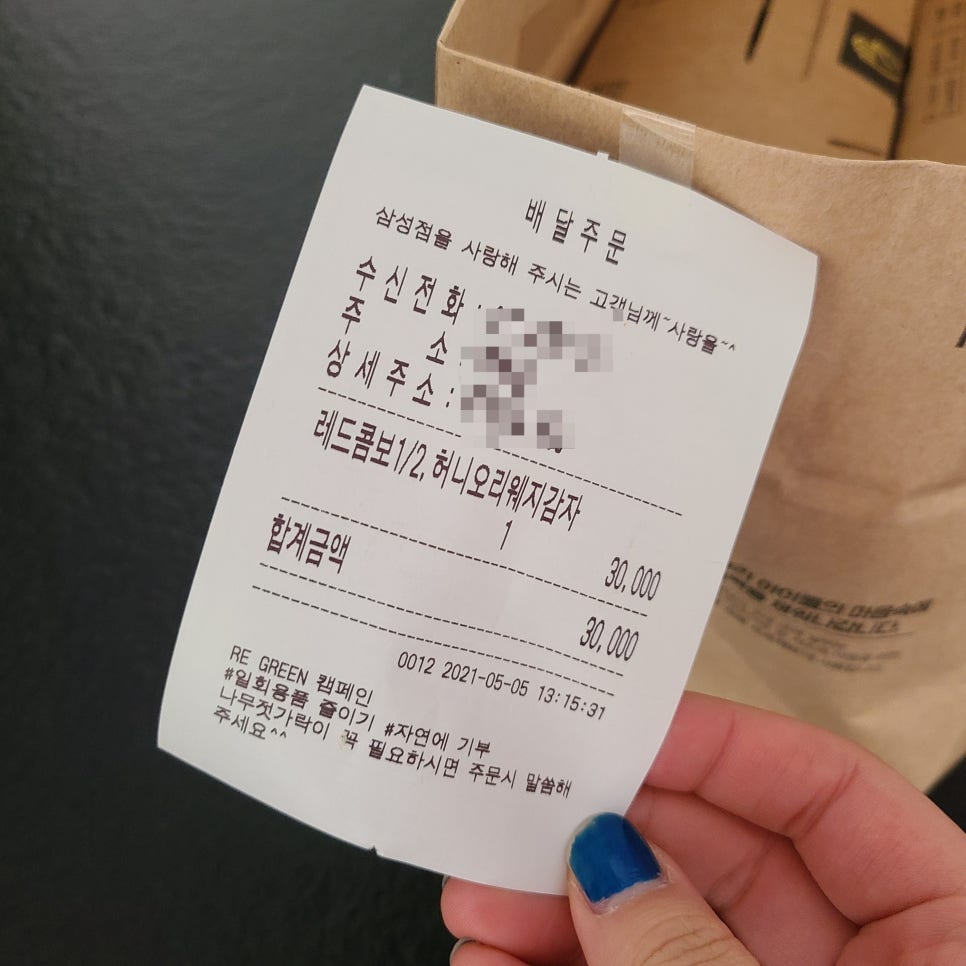 배달주문
삼성점을 사랑해 주시는 고객님께~사랑을~^
수신전화 :
주 소
상세주소 :
레드콤보1/2, 허니오리웨지감자
1 30,000
합계금액 30,000
0012 2021-05-05 13:15:31
RE GREEN 캠페인
#일회용품 줄이기 #자연에 기부
나무젓가락이 꼭 필요하시면 주문시 말씀해
주세요^^